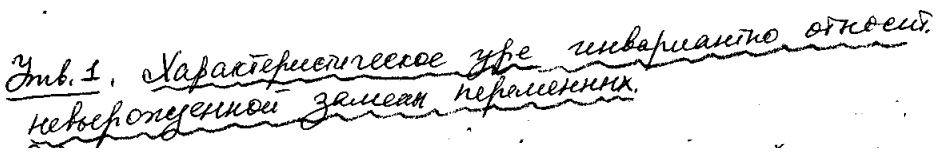 Утв. 1. Характеристическое ур-е инвариантно относит.
невырожденной замены переменных.